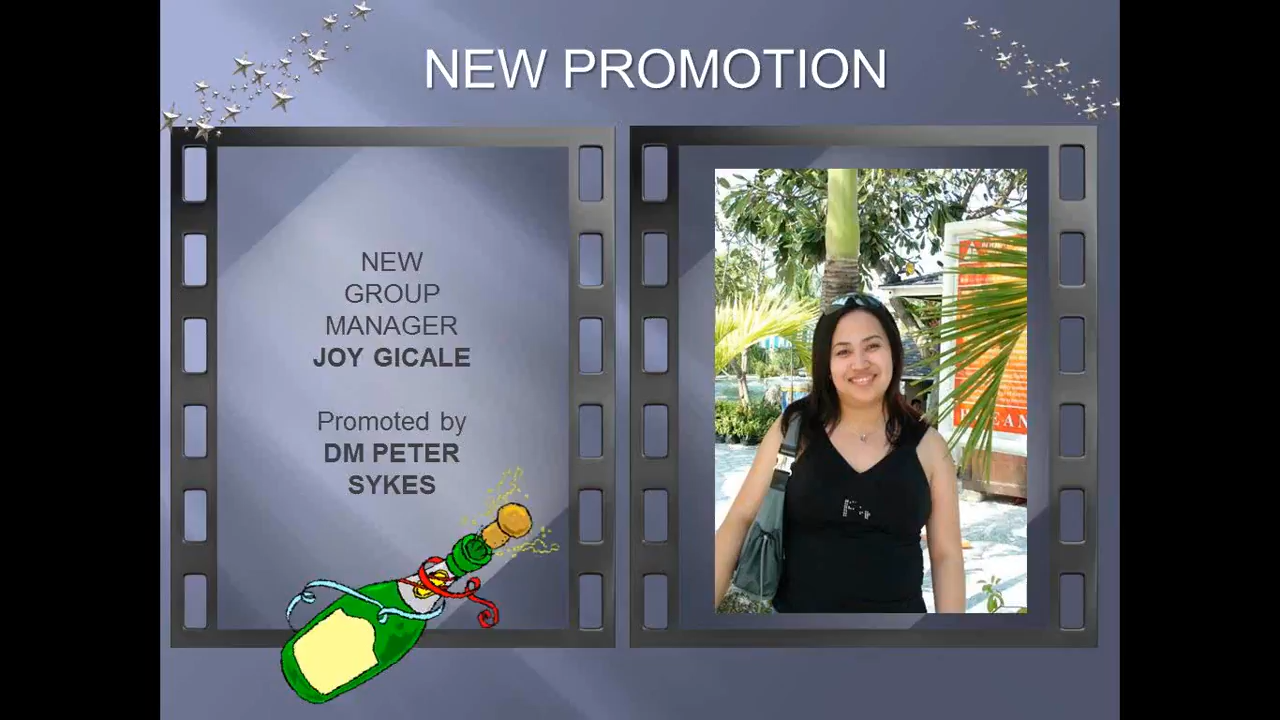 NEW PROMOTION
NEW
GROUP
MANAGER
JOY GICALE
Promoted by
DM PETER
SYKES